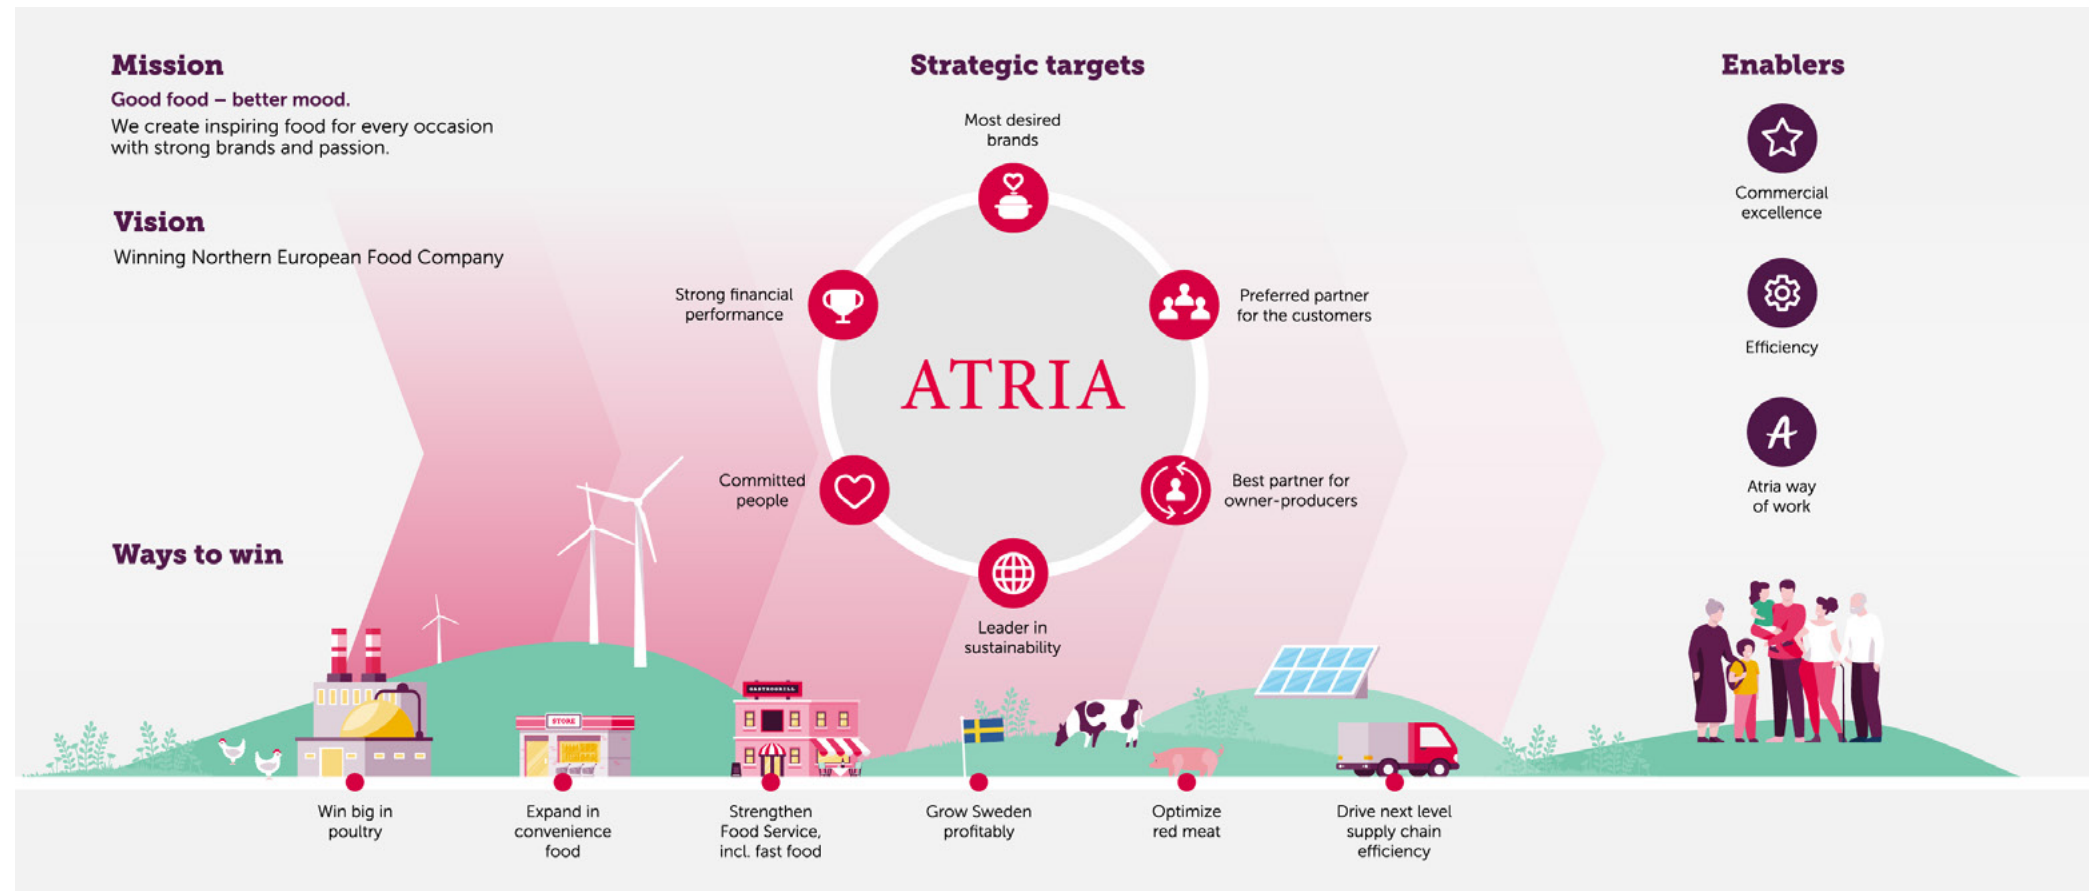 Mission
Good food – better mood.
We create inspiring food for every occasion
with strong brands and passion.
Vision
Winning Northern European Food Company
Ways to win
Strategic targets
Most desired
brands
Preferred partner
for the customers
Best partner for
owner-producers
Leader in
sustainability
Committed
people
Strong financial
performance
ATRIA
Enablers
Commercial
excellence
Efficiency
A
Atria way
of work
STORE
GASTROGRILL
Win big in
poultry
Expand in
convenience
food
Strengthen
Food Service,
incl. fast food
Grow Sweden
profitably
Optimize
red meat
Drive next level
supply chain
efficiency